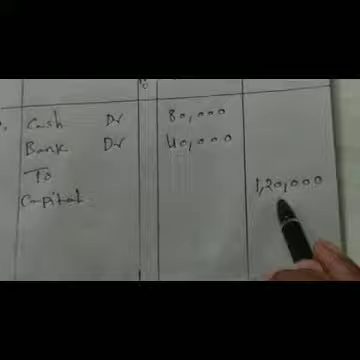 Cash Dr 80,000
Bank Dr 40,000
To
Capital
1,20,000